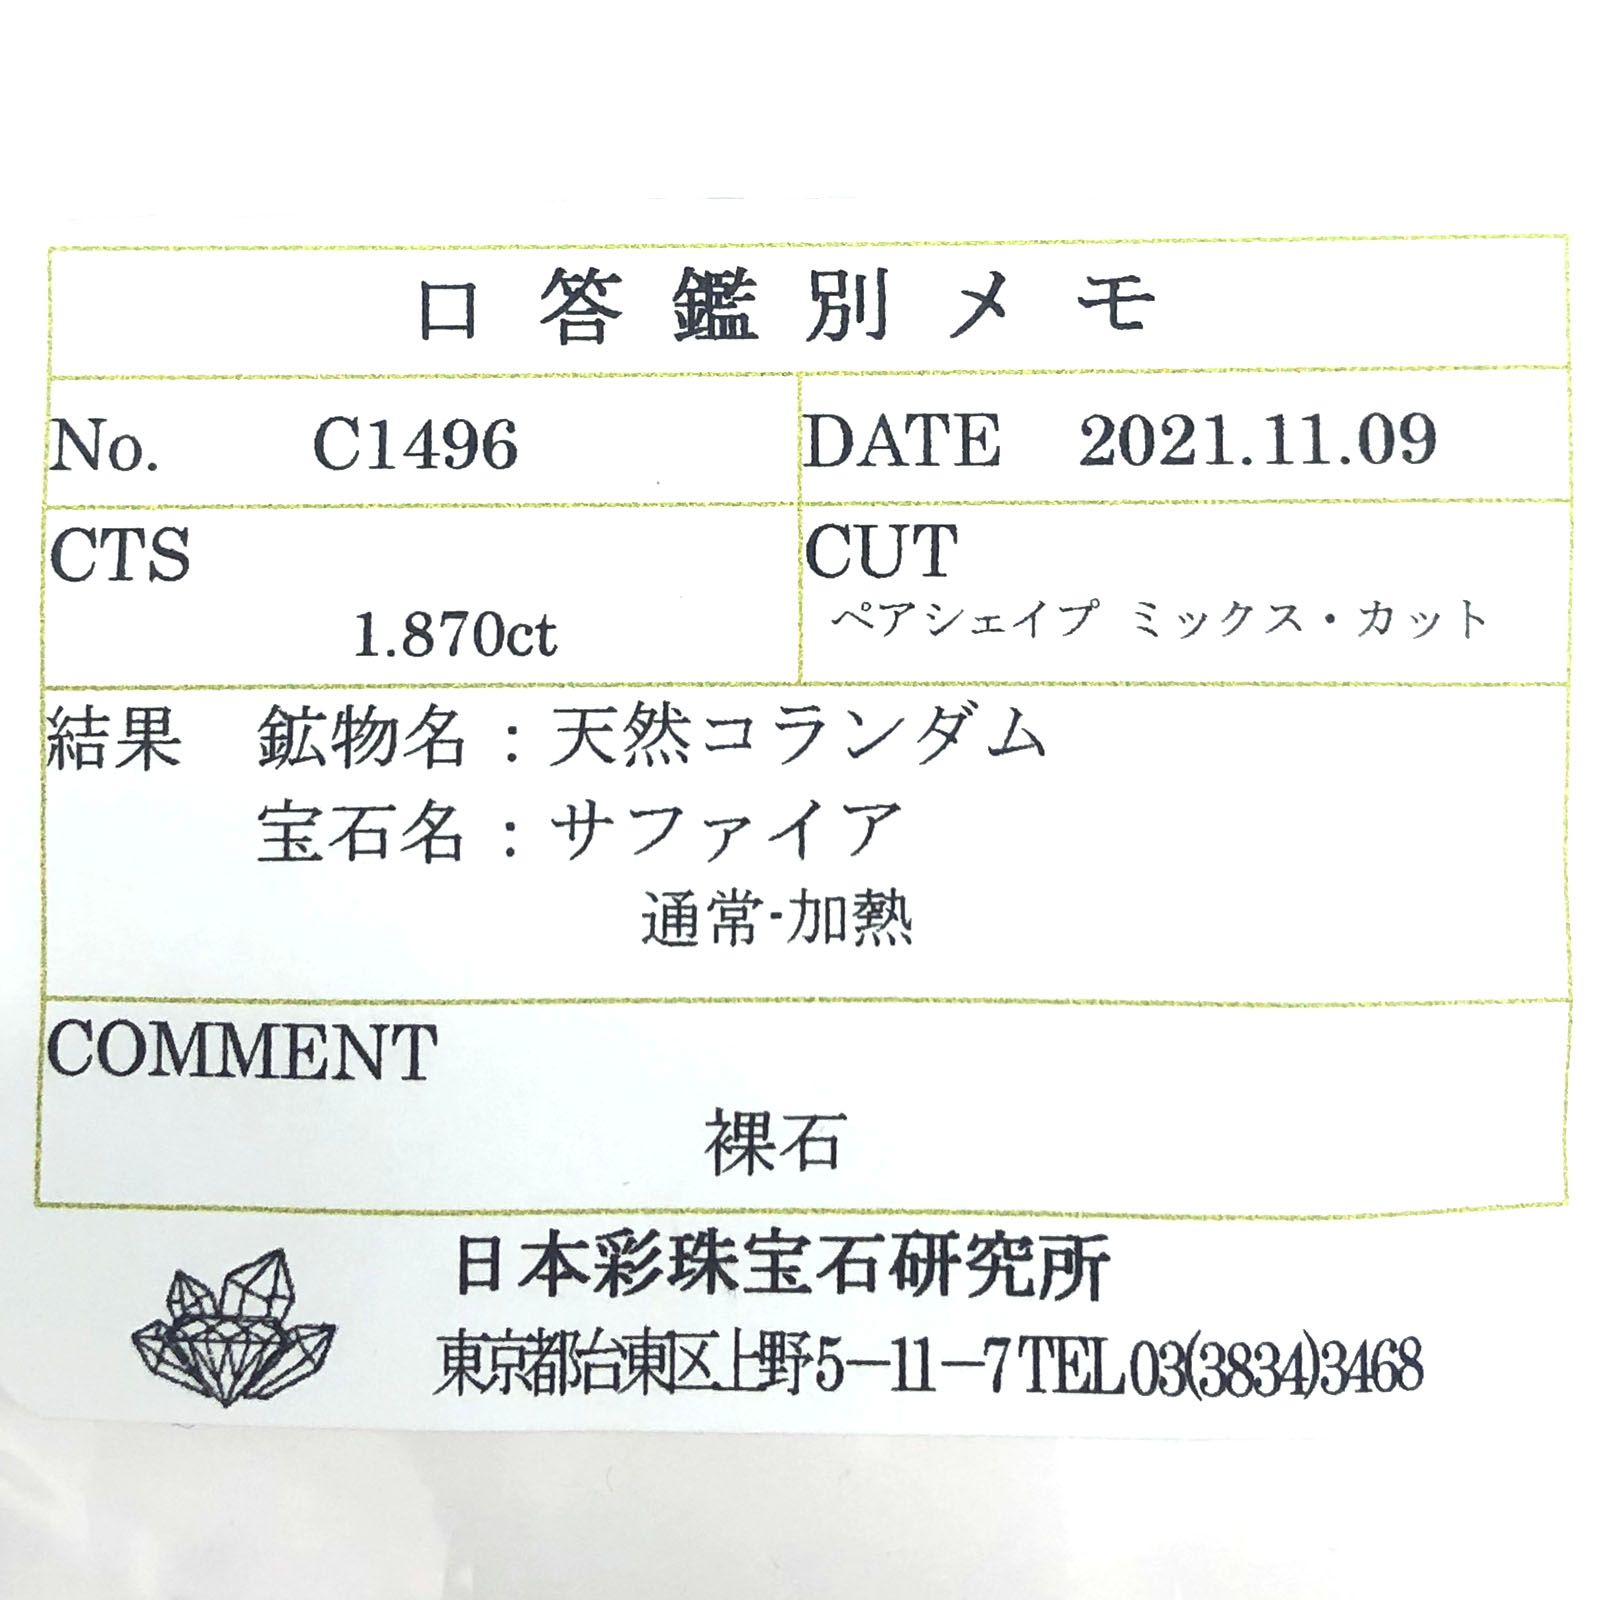 口答鑑別メモ
No. C1496 DATE 2021.11.09
CTS CUT
1.870ct ペアシェイプ ミックス・カット
結果 鉱物名：天然コランダム
宝石名：サファイア
通常-加熱
COMMENT
裸石
日本彩珠宝石研究所
東京都台東区上野5-11-7 TEL 03(3834)3468